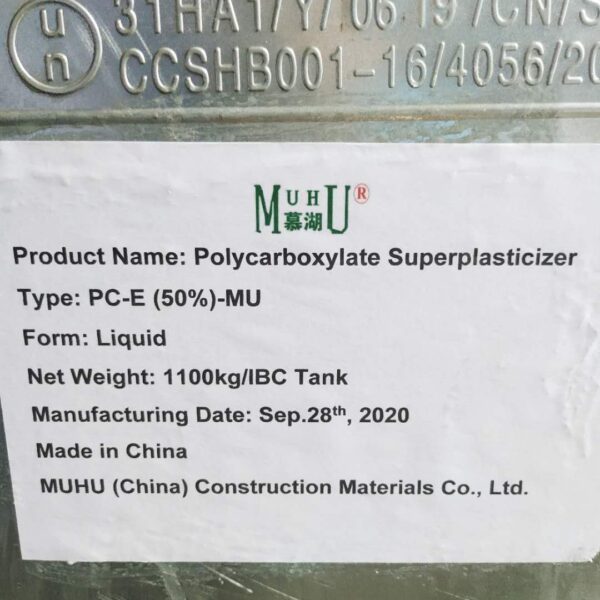 un
31HA1/Y/06 19/CN/S
CCSHB001-16/4056/20
MUHU®
慕湖
Product Name: Polycarboxylate Superplasticizer
Type: PC-E (50%)-MU
Form: Liquid
Net Weight: 1100kg/IBC Tank
Manufacturing Date: Sep.28th, 2020
Made in China
MUHU (China) Construction Materials Co., Ltd.